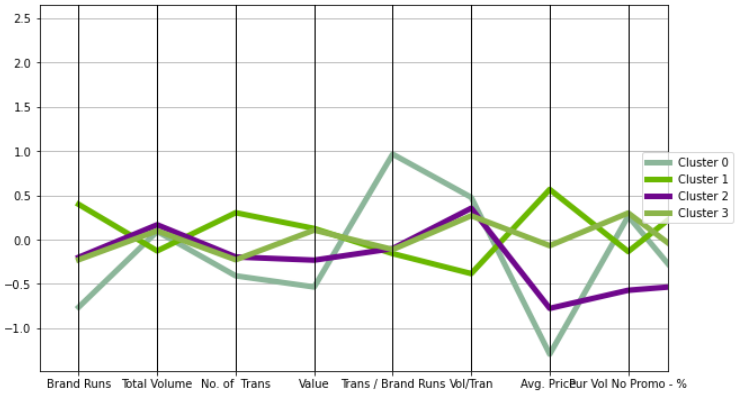 2.5
2.0
1.5
1.0
0.5
0.0
−0.5
−1.0
Cluster 0
Cluster 1
Cluster 2
Cluster 3
Brand Runs Total Volume No. of Trans Value Trans / Brand Runs Vol/Tran Avg. Price Pur Vol No Promo - %